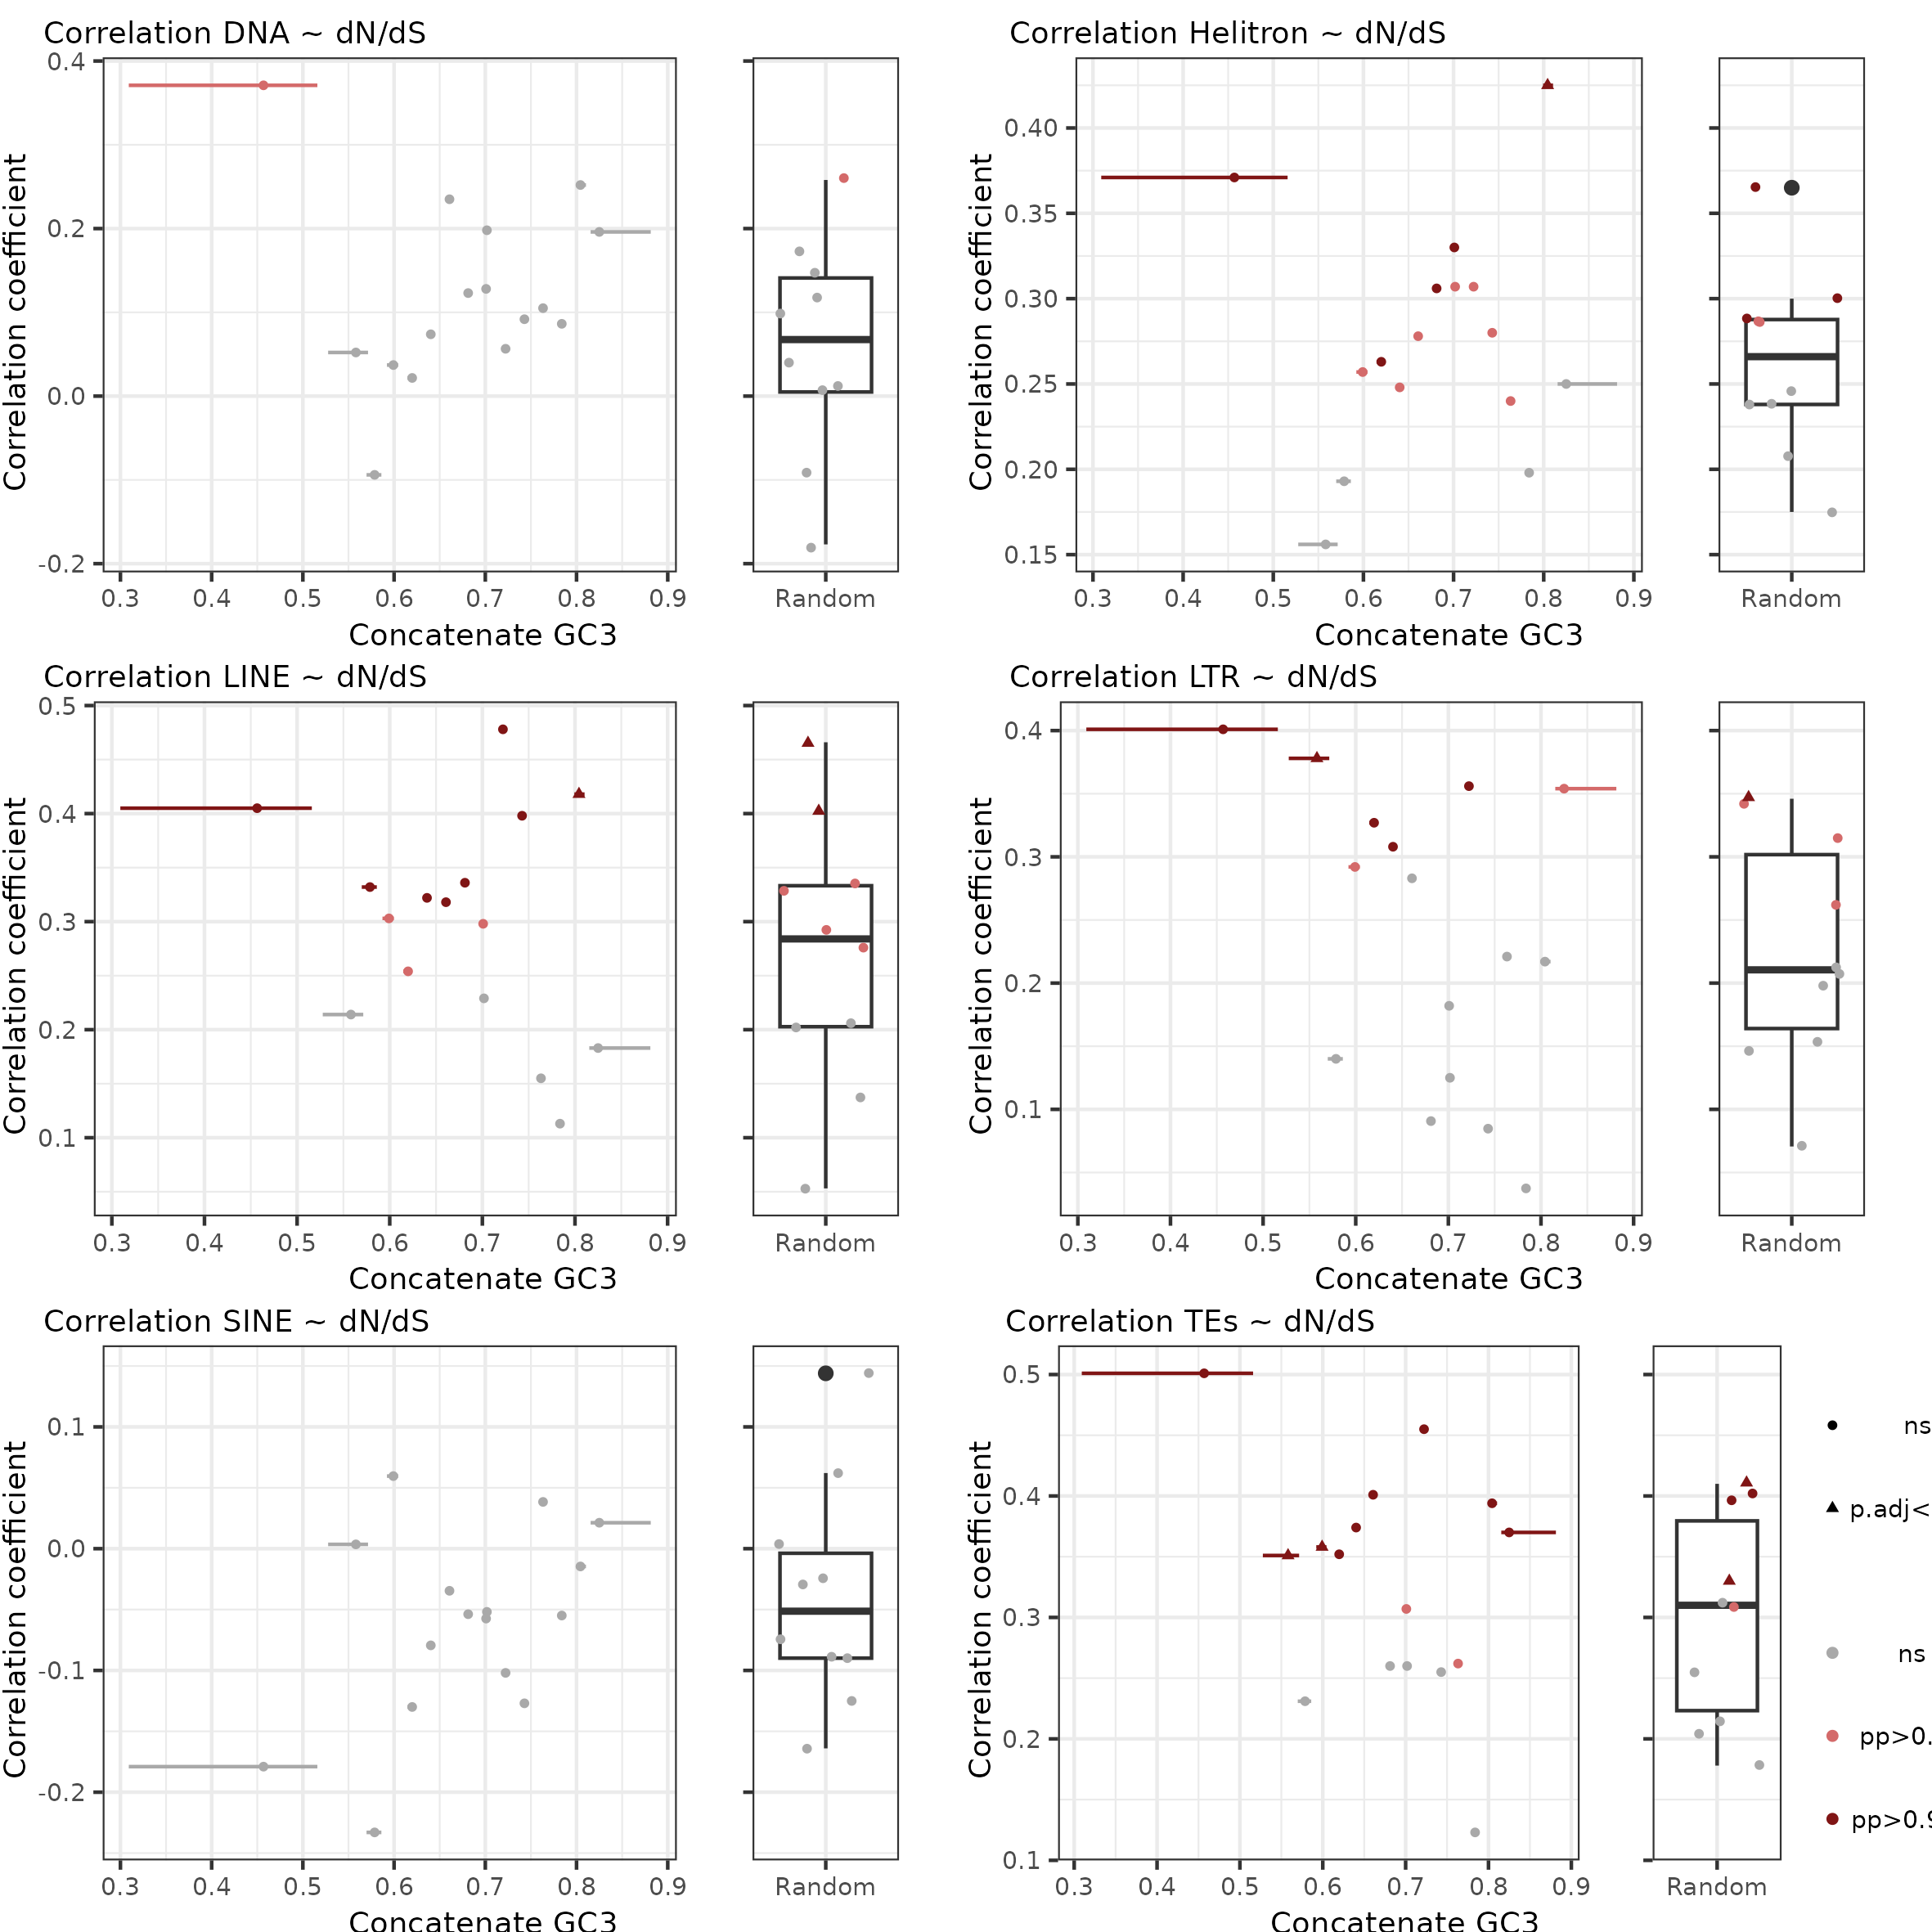 Correlation DNA ~ dN/dS
Correlation coefficient
0.4
0.2
0.0
-0.2
0.3 0.4 0.5 0.6 0.7 0.8 0.9
Concatenate GC3
Random
Correlation Helitron ~ dN/dS
Correlation coefficient
0.40
0.35
0.30
0.25
0.20
0.15
0.3 0.4 0.5 0.6 0.7 0.8 0.9
Concatenate GC3
Random
Correlation LINE ~ dN/dS
Correlation coefficient
0.5
0.4
0.3
0.2
0.1
0.3 0.4 0.5 0.6 0.7 0.8 0.9
Concatenate GC3
Random
Correlation LTR ~ dN/dS
Correlation coefficient
0.4
0.3
0.2
0.1
0.3 0.4 0.5 0.6 0.7 0.8 0.9
Concatenate GC3
Random
Correlation SINE ~ dN/dS
Correlation coefficient
0.1
0.0
-0.1
-0.2
0.3 0.4 0.5 0.6 0.7 0.8 0.9
Concatenate GC3
Random
Correlation TEs ~ dN/dS
Correlation coefficient
0.5
0.4
0.3
0.2
0.1
0.3 0.4 0.5 0.6 0.7 0.8 0.9
Concatenate GC3
Random
ns
p.adj<
ns
pp>0.
pp>0.9